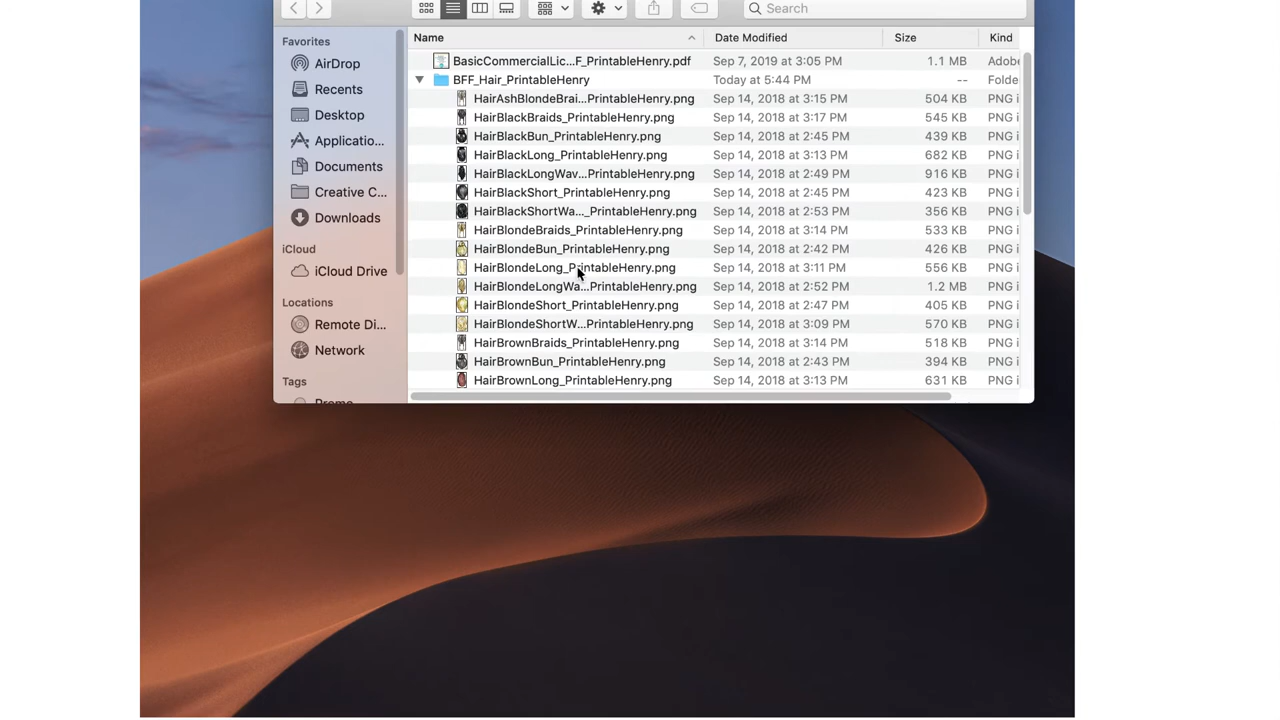 Search
Favorites
AirDrop
Recents
Desktop
Applicatio...
Documents
Creative C...
Downloads
iCloud
iCloud Drive
Locations
Remote Di...
Network
Tags
Name Date Modified Size Kind
BasicCommercialLic...F_PrintableHenry.pdf Sep 7, 2019 at 3:05 PM 1.1 MB Adobe
BFF_Hair_PrintableHenry Today at 5:44 PM -- Folde
HairAshBlondeBrai...PrintableHenry.png Sep 14, 2018 at 3:15 PM 504 KB PNG i
HairBlackBraids_PrintableHenry.png Sep 14, 2018 at 3:17 PM 545 KB PNG i
HairBlackBun_PrintableHenry.png Sep 14, 2018 at 2:45 PM 439 KB PNG i
HairBlackLong_PrintableHenry.png Sep 14, 2018 at 3:13 PM 682 KB PNG i
HairBlackLongWav...PrintableHenry.png Sep 14, 2018 at 2:49 PM 916 KB PNG i
HairBlackShort_PrintableHenry.png Sep 14, 2018 at 2:45 PM 423 KB PNG i
HairBlackShortWa..._PrintableHenry.png Sep 14, 2018 at 2:53 PM 356 KB PNG i
HairBlondeBraids_PrintableHenry.png Sep 14, 2018 at 3:14 PM 533 KB PNG i
HairBlondeBun_PrintableHenry.png Sep 14, 2018 at 2:42 PM 426 KB PNG i
HairBlondeLong_PrintableHenry.png Sep 14, 2018 at 3:11 PM 556 KB PNG i
HairBlondeLongWa...PrintableHenry.png Sep 14, 2018 at 2:52 PM 1.2 MB PNG i
HairBlondeShort_PrintableHenry.png Sep 14, 2018 at 2:47 PM 405 KB PNG i
HairBlondeShortW...PrintableHenry.png Sep 14, 2018 at 3:09 PM 570 KB PNG i
HairBrownBraids_PrintableHenry.png Sep 14, 2018 at 3:14 PM 518 KB PNG i
HairBrownBun_PrintableHenry.png Sep 14, 2018 at 2:43 PM 394 KB PNG i
HairBrownLong_PrintableHenry.png Sep 14, 2018 at 3:13 PM 631 KB PNG i